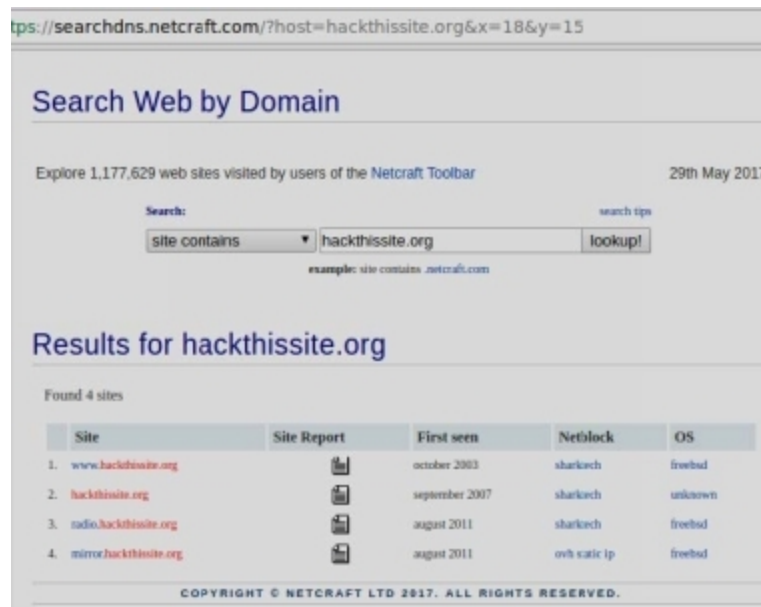 tps://searchdns.netcraft.com/?host=hackthissite.org&x=18&y=15
Search Web by Domain
Explore 1,177,629 web sites visited by users of the Netcraft Toolbar 29th May 2017
Search: search tips
site contains hackthissite.org lookup!
example: site contains .netcraft.com
Results for hackthissite.org
Found 4 sites
Site Site Report First seen Netblock OS
1. www.hackthissite.org october 2003 sharktech freebsd
2. hackthissite.org september 2007 sharktech unknown
3. radio.hackthissite.org august 2011 sharktech freebsd
4. mirror.hackthissite.org august 2011 ovh static ip freebsd
COPYRIGHT © NETCRAFT LTD 2017. ALL RIGHTS RESERVED.